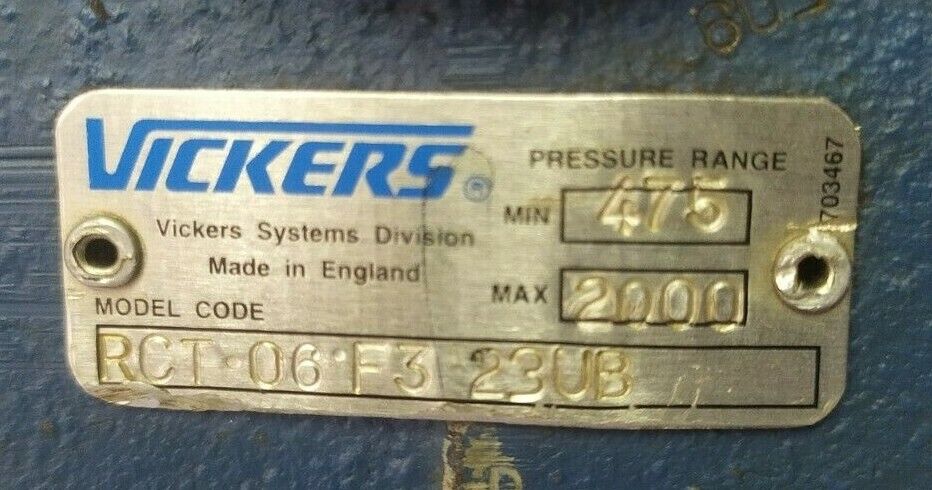 VICKERS
PRESSURE RANGE
Vickers Systems Division
Made in England
MIN 475
MAX 2000
703467
MODEL CODE
RCT·06·F3 23UB